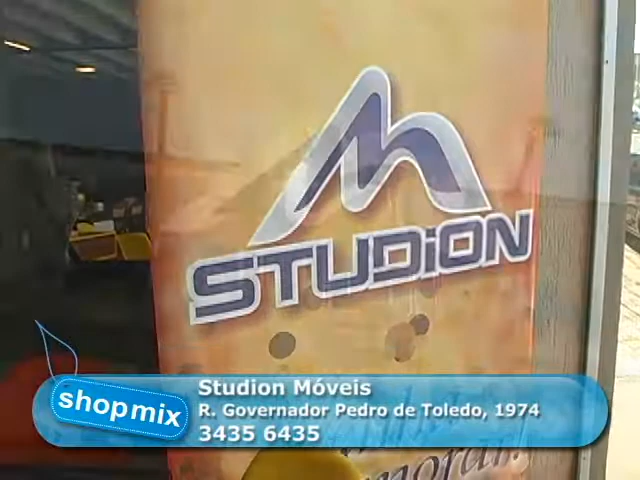 STUDiON
shopmix
Studion Móveis
R. Governador Pedro de Toledo, 1974
3435 6435